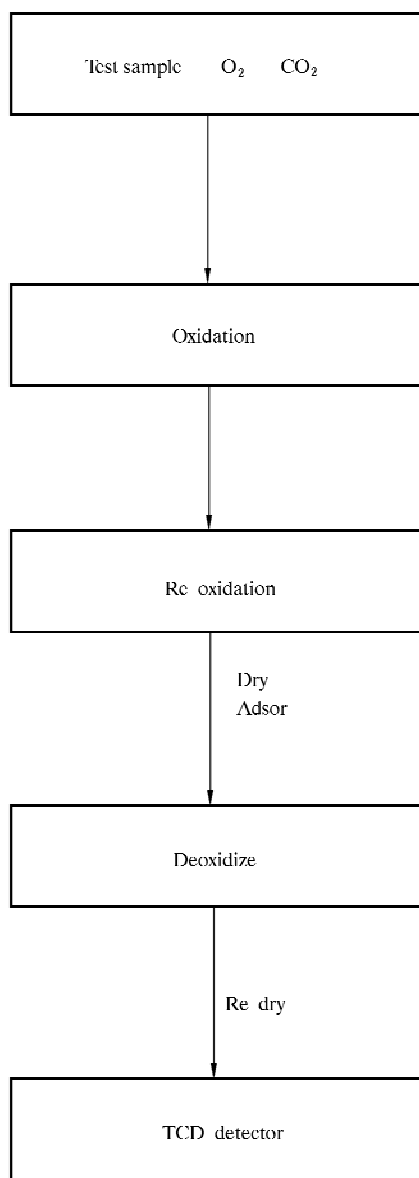 Test sample O₂ CO₂
Oxidation
Re oxidation
Dry
Adsor
Deoxidize
Re dry
TCD detector